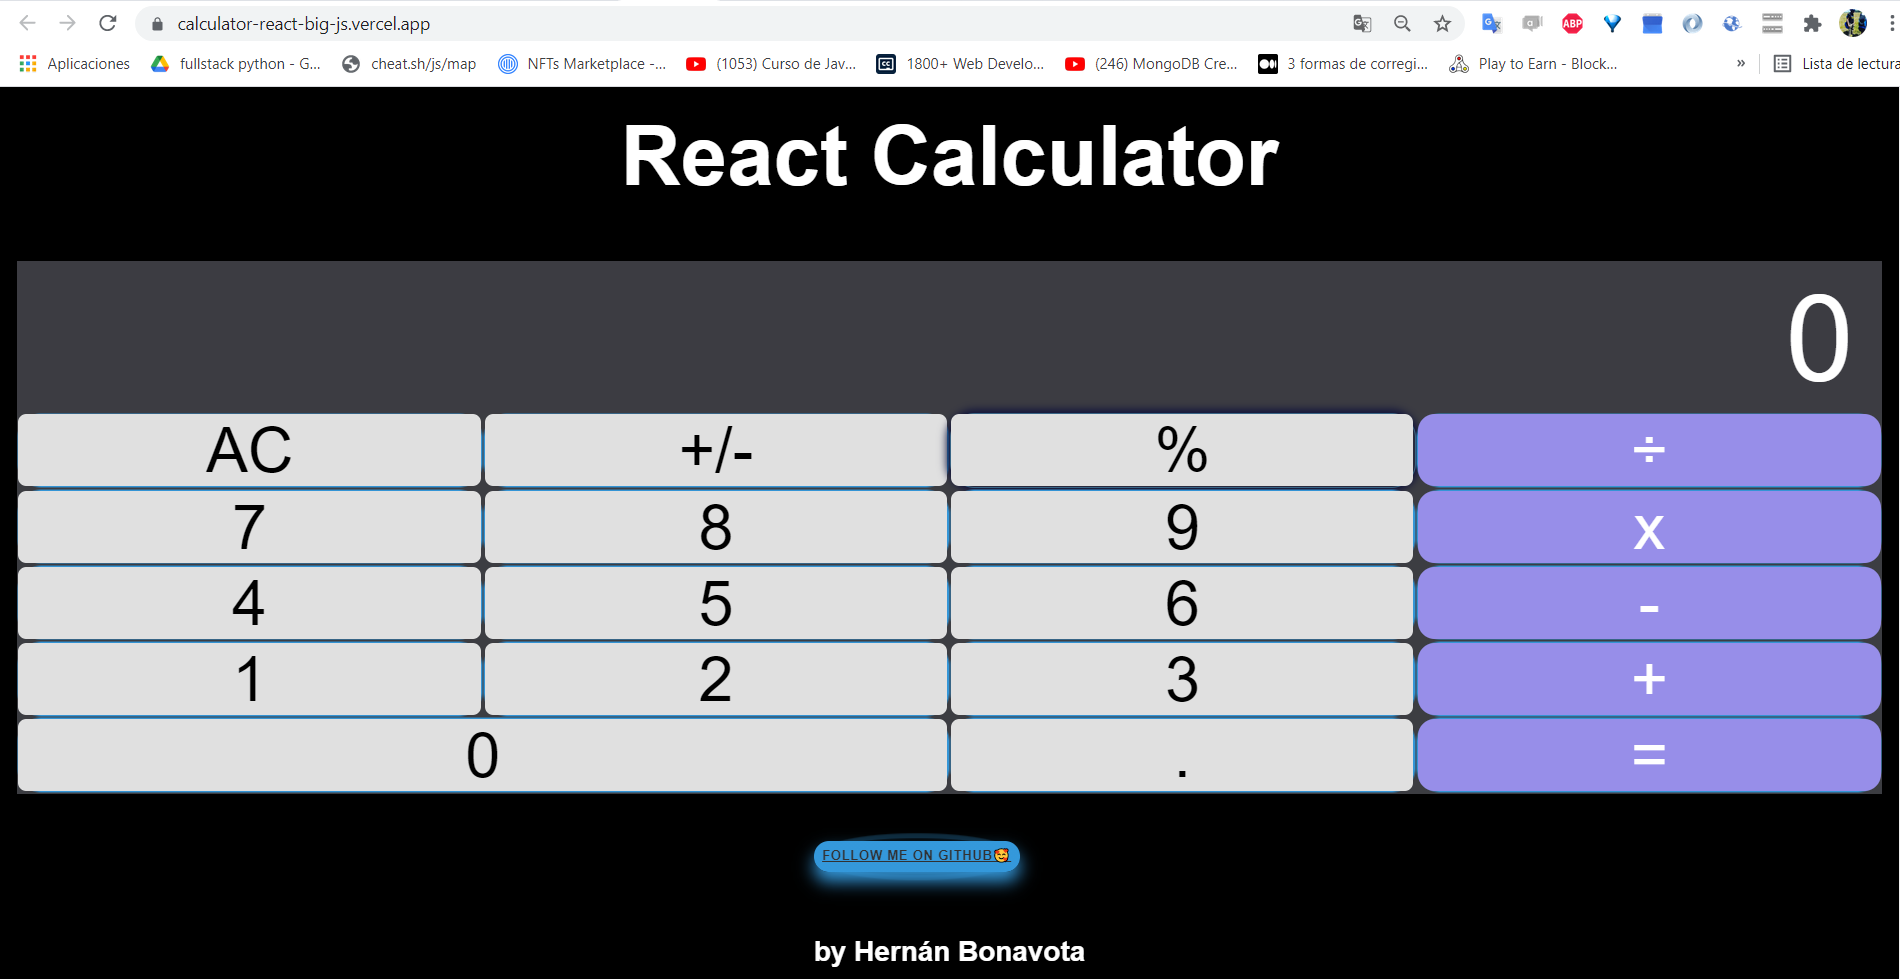 calculator-react-big-js.vercel.app
ABP
Aplicaciones fullstack python - G... cheat.sh/js/map NFTs Marketplace -... (1053) Curso de Jav... 1800+ Web Develo... (246) MongoDB Cre... 3 formas de corregi... Play to Earn - Block... » Lista de lectura
React Calculator
0
AC +/- % ÷
7 8 9 x
4 5 6 -
1 2 3 +
0 . =
FOLLOW ME ON GITHUB🥰
by Hernán Bonavota